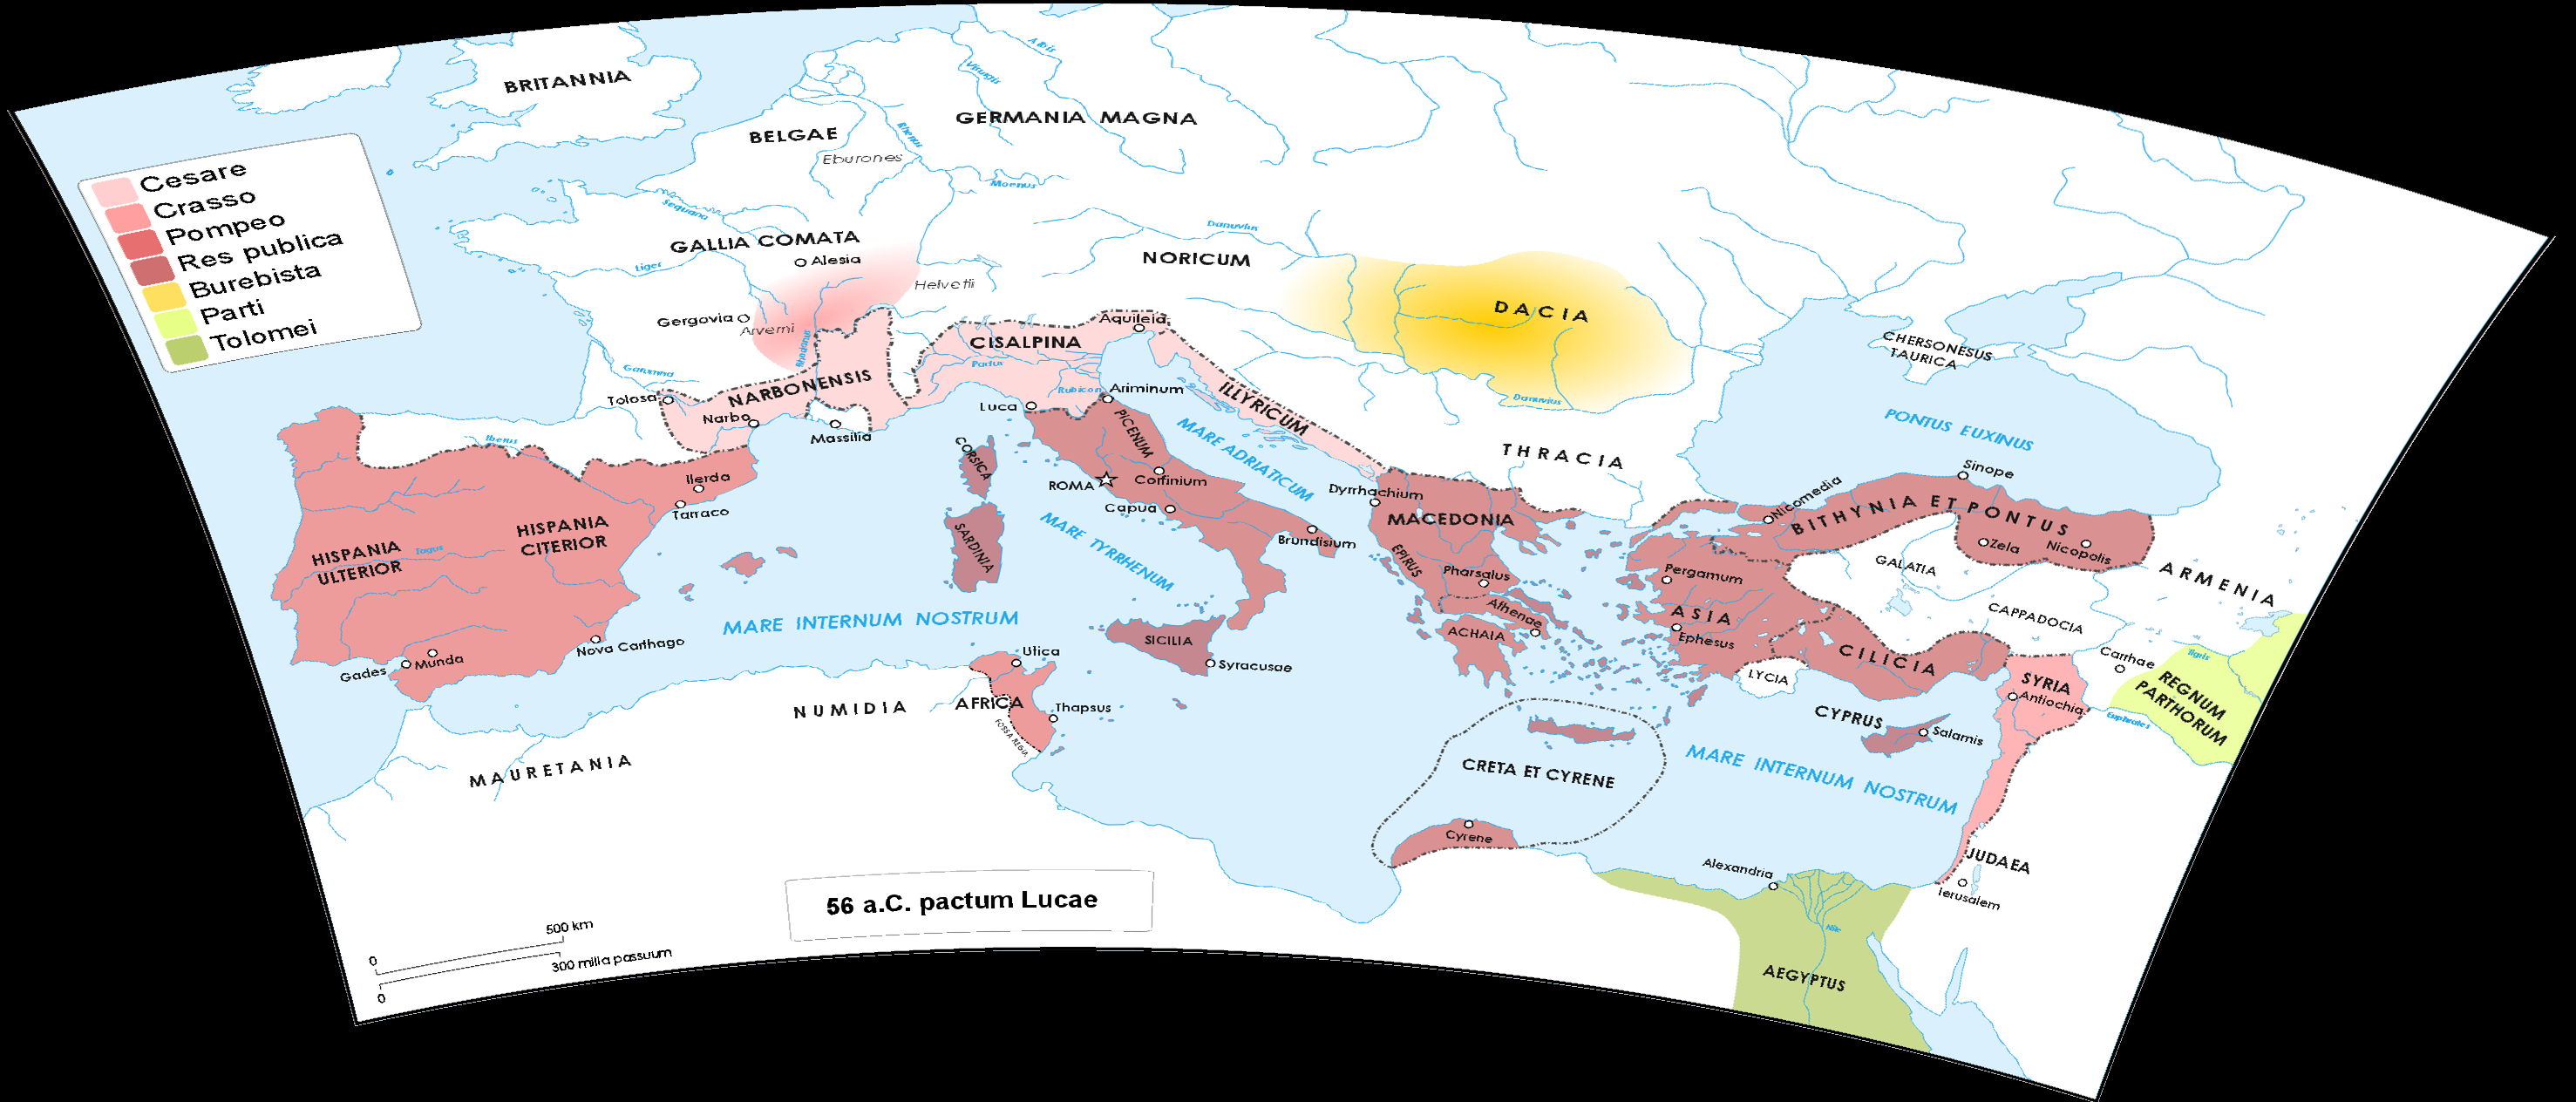 BRITANNIA
Albis
Visurgis
GERMANIA MAGNA
BELGAE
Rhenus
Eburones
Cesare
Crasso
Pompeo
Res publica
Burebista
Parti
Tolomei
Moenus
Sequana
Danuvius
GALLIA COMATA
Alesia
NORICUM
Liger
Helvetii
Gergovia
Arverni
Rhodanus
DACIA
Aquileia
CISALPINA
CHERSONESUS
TAURICA
Padus
Garumna
NARBONENSIS
Rubicon
Ariminum
ILLYRICUM
Danuvius
Tolosa
Narbo
Luca
Massilia
PICENUM
MARE ADRIATICUM
PONTUS EUXINUS
Iberus
CORSICA
THRACIA
Ilerda
Tarraco
ROMA
Corfinium
Capua
Dyrrhachium
Sinope
Nicomedia
BITHYNIA ET PONTUS
MACEDONIA
HISPANIA
CITERIOR
HISPANIA
ULTERIOR
Tagus
SARDINIA
MARE TYRRHENUM
Brundisium
EPIRUS
Zela
Nicopolis
Pharsalus
Pergamum
GALATIA
ARMENIA
ASIA
Athenae
ACHAIA
Ephesus
CAPPADOCIA
MARE INTERNUM NOSTRUM
SICILIA
Syracusae
Nova Carthago
Gades
Munda
Utica
CILICIA
LYCIA
Carrhae
Tigris
SYRIA
Antiochia
REGNUM
PARTHORUM
Euphrates
NUMIDIA
AFRICA
Thapsus
FOSSA REGIA
CYPRUS
Salamis
MAURETANIA
CRETA ET CYRENE
MARE INTERNUM NOSTRUM
Cyrene
JUDAEA
Ierusalem
Alexandria
Nile
AEGYPTUS
56 a.C. pactum Lucae
0
500 km
300 milia passuum
0